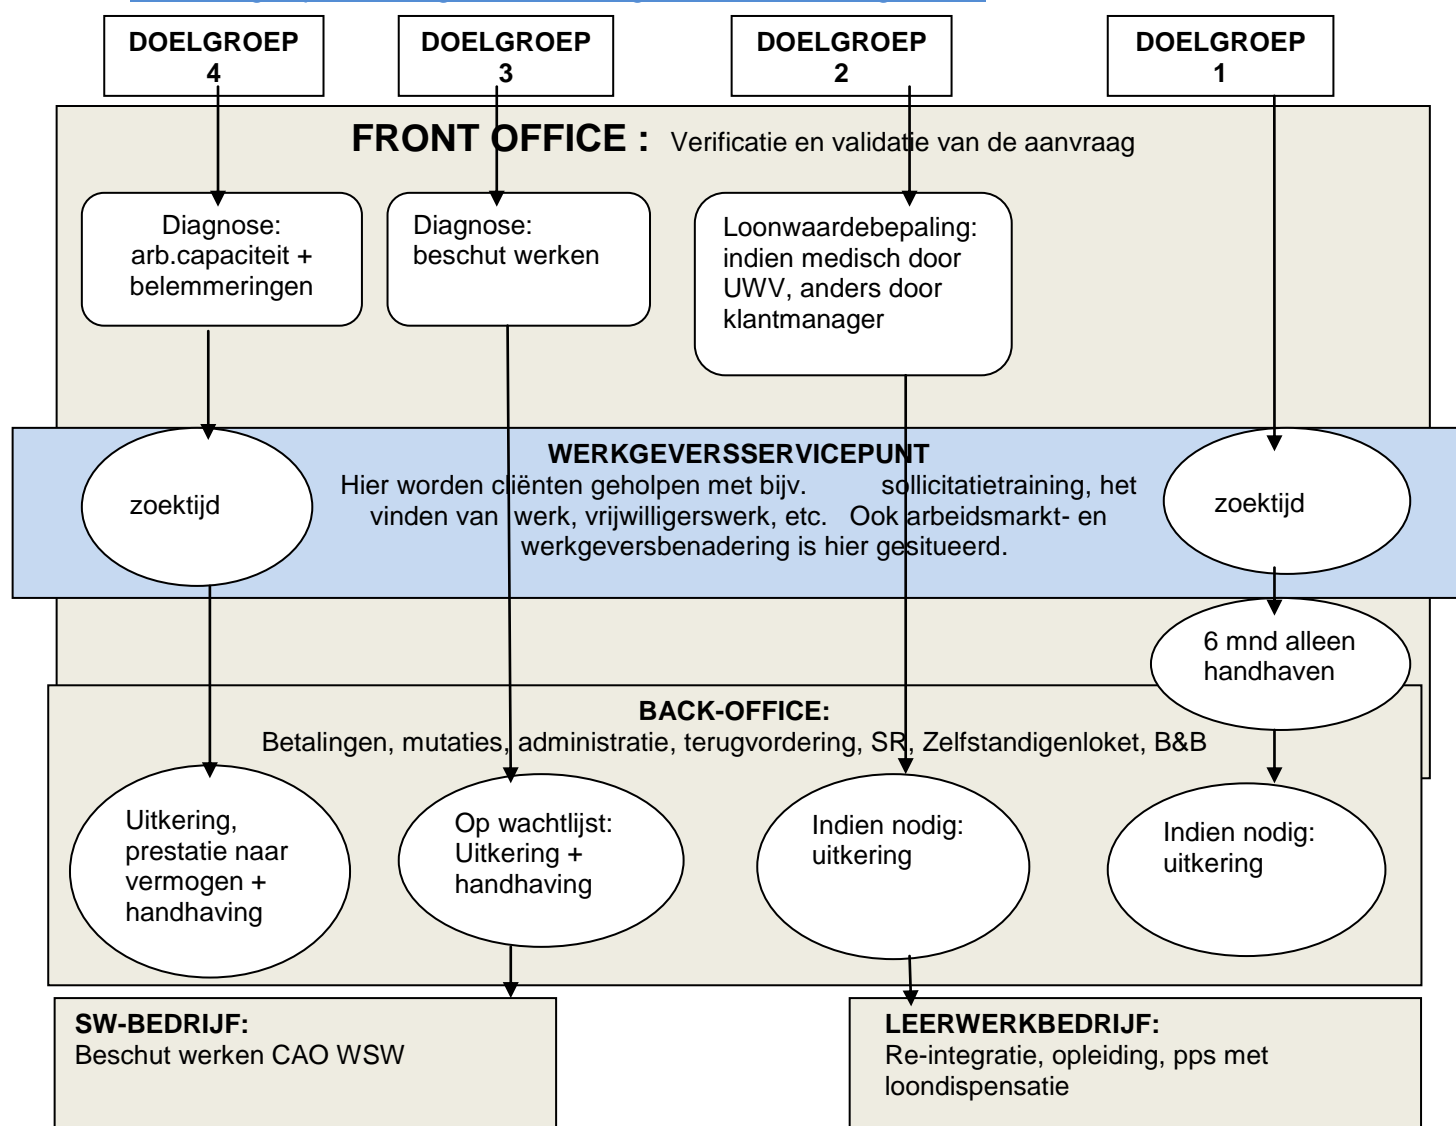 DOELGROEP
4
DOELGROEP
3
DOELGROEP
2
DOELGROEP
1
FRONT OFFICE : Verificatie en validatie van de aanvraag
Diagnose:
arb.capaciteit +
belemmeringen
Diagnose:
beschut werken
Loonwaardebepaling:
indien medisch door
UWV, anders door
klantmanager
WERKGEVERSSERVICEPUNT
Hier worden cliënten geholpen met bijv. sollicitatietraining, het
vinden van werk, vrijwilligerswerk, etc. Ook arbeidsmarkt- en
werkgeversbenadering is hier gesitueerd.
zoektijd
zoektijd
6 mnd alleen
handhaven
BACK-OFFICE:
Betalingen, mutaties, administratie, terugvordering, SR, Zelfstandigenloket, B&B
Uitkering,
prestatie naar
vermogen +
handhaving
Op wachtlijst:
Uitkering +
handhaving
Indien nodig:
uitkering
Indien nodig:
uitkering
SW-BEDRIJF:
Beschut werken CAO WSW
LEERWERKBEDRIJF:
Re-integratie, opleiding, pps met
loondispensatie